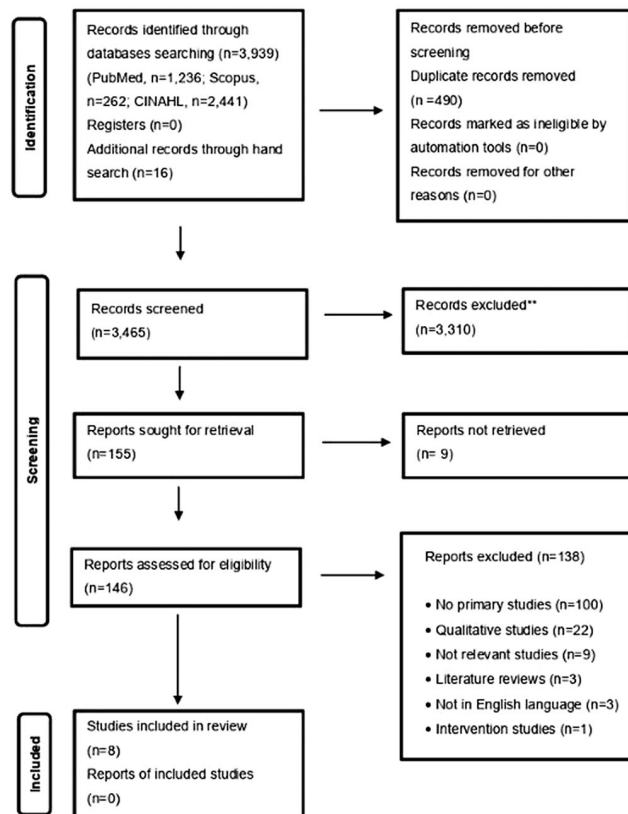 Identification
Records identified through
databases searching (n=3,939)
(PubMed, n=1,236; Scopus,
n=262; CINAHL, n=2,441)
Registers (n=0)
Additional records through hand
search (n=16)
Records removed before
screening
Duplicate records removed
(n =490)
Records marked as ineligible by
automation tools (n=0)
Records removed for other
reasons (n=0)
Screening
Records screened
(n=3,465)
Records excluded**
(n=3,310)
Reports sought for retrieval
(n=155)
Reports not retrieved
(n= 9)
Reports assessed for eligibility
(n=146)
Reports excluded (n=138)
• No primary studies (n=100)
• Qualitative studies (n=22)
• Not relevant studies (n=9)
• Literature reviews (n=3)
• Not in English language (n=3)
• Intervention studies (n=1)
Included
Studies included in review
(n=8)
Reports of included studies
(n=0)